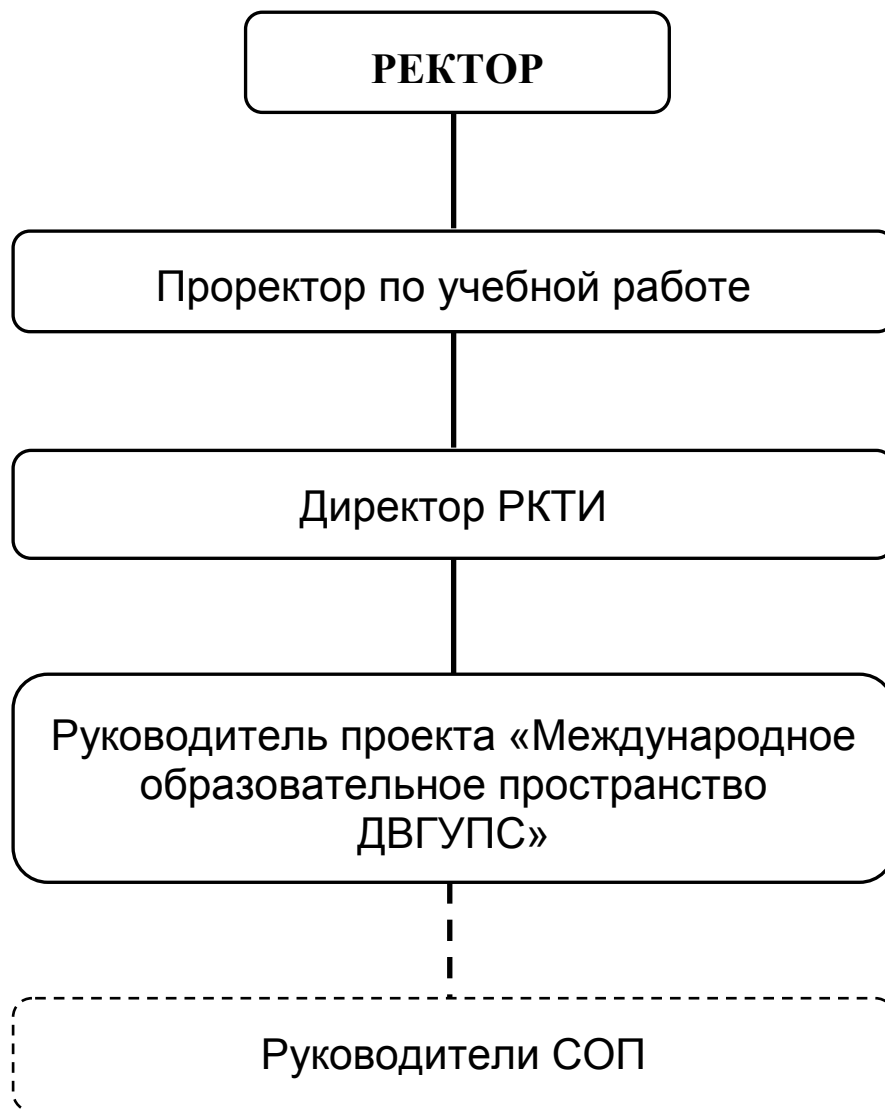 РЕКТОР
Проректор по учебной работе
Директор РКТИ
Руководитель проекта «Международное
образовательное пространство
ДВГУПС»
Руководители СОП